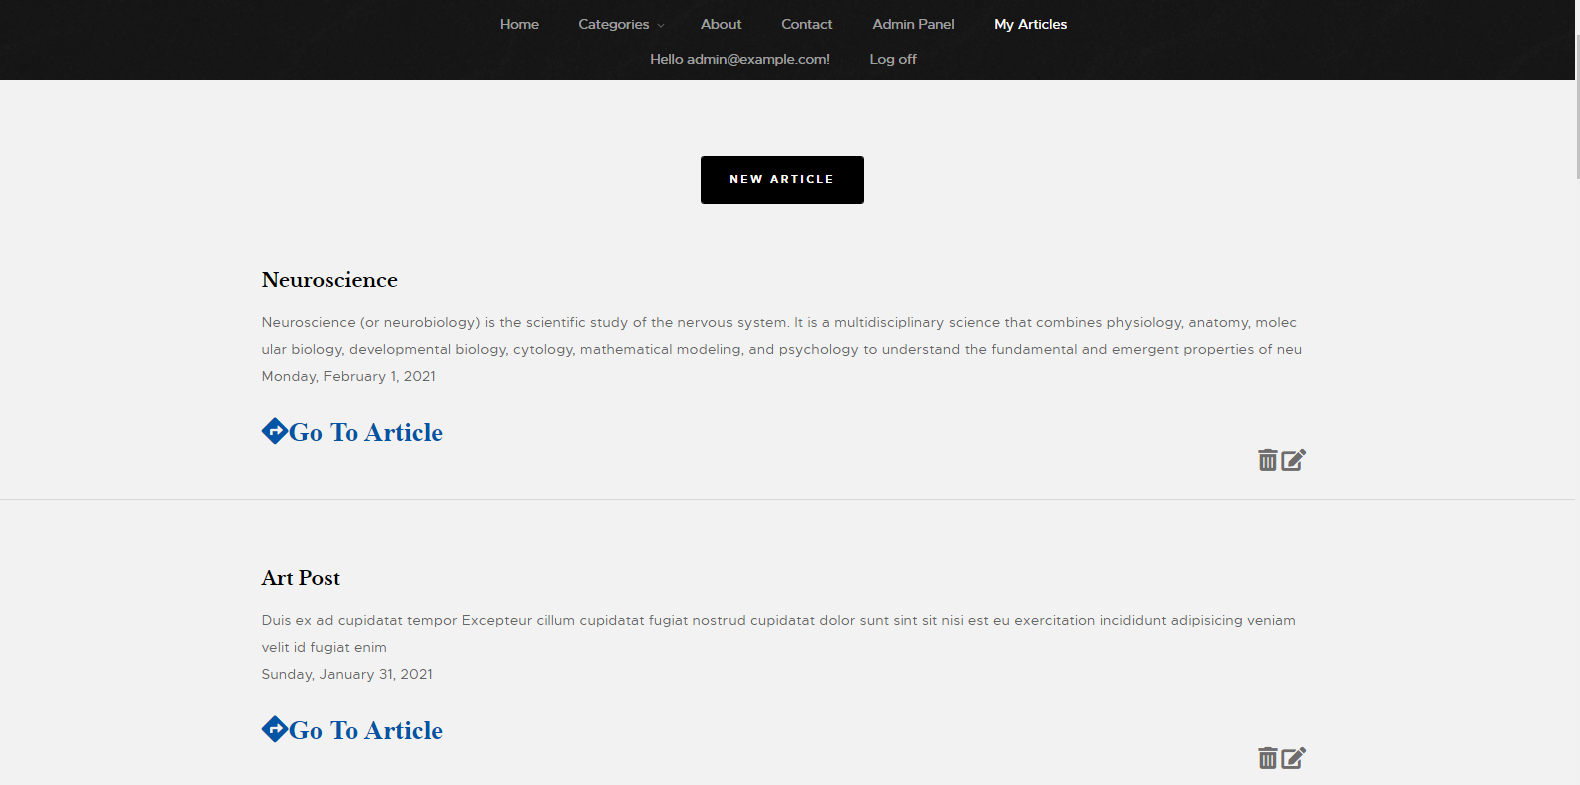 Home Categories About Contact Admin Panel My Articles
Hello admin@example.com! Log off
NEW ARTICLE
Neuroscience
Neuroscience (or neurobiology) is the scientific study of the nervous system. It is a multidisciplinary science that combines physiology, anatomy, molec
ular biology, developmental biology, cytology, mathematical modeling, and psychology to understand the fundamental and emergent properties of neu
Monday, February 1, 2021
Go To Article
Art Post
Duis ex ad cupidatat tempor Excepteur cillum cupidatat fugiat nostrud cupidatat dolor sunt sint sit nisi est eu exercitation incididunt adipisicing veniam
velit id fugiat enim
Sunday, January 31, 2021
Go To Article